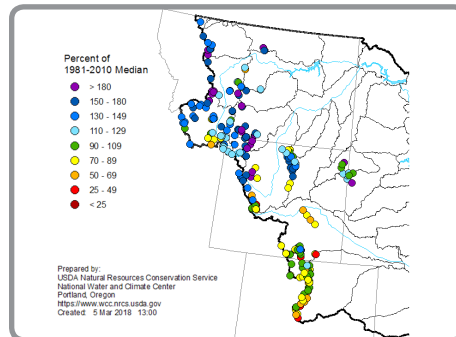 Percent of
1981-2010 Median
> 180
150 - 180
130 - 149
110 - 129
90 - 109
70 - 89
50 - 69
25 - 49
< 25
Prepared by:
USDA Natural Resources Conservation Service
National Water and Climate Center
Portland, Oregon
https://www.wcc.nrcs.usda.gov
Created: 5 Mar 2018 13:00